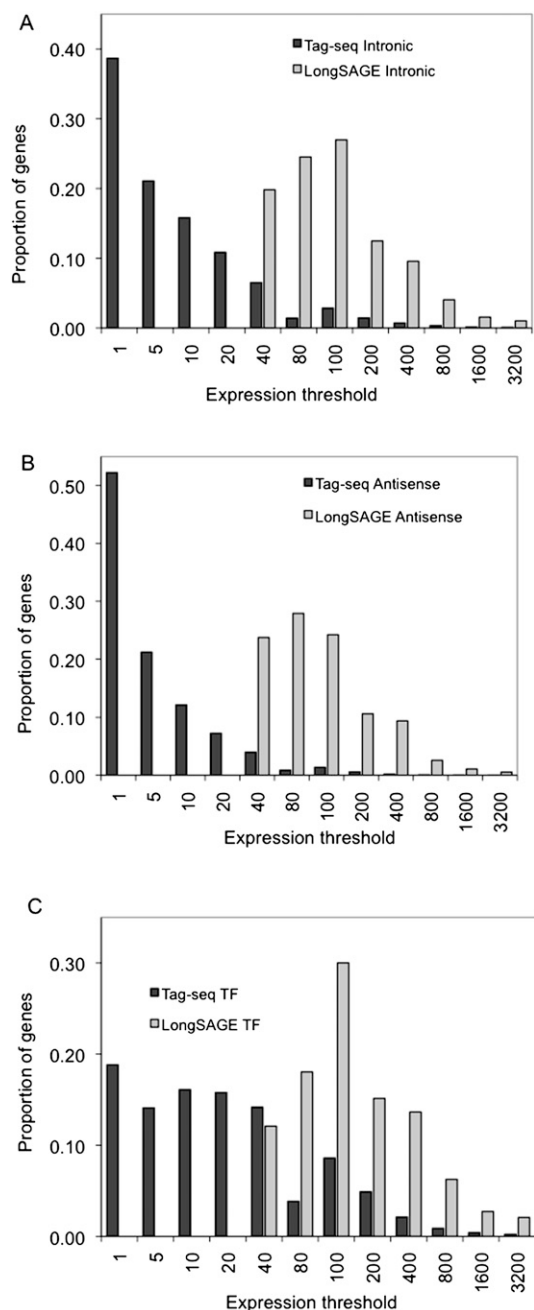 A
Tag-seq Intronic
LongSAGE Intronic
Proportion of genes
0.40
0.30
0.20
0.10
0.00
1 5 10 20 40 80 100 200 400 800 1600 3200
Expression threshold
B
Tag-seq Antisense
LongSAGE Antisense
Proportion of genes
0.50
0.40
0.30
0.20
0.10
0.00
1 5 10 20 40 80 100 200 400 800 1600 3200
Expression threshold
C
Tag-seq TF
LongSAGE TF
Proportion of genes
0.30
0.20
0.10
0.00
1 5 10 20 40 80 100 200 400 800 1600 3200
Expression threshold